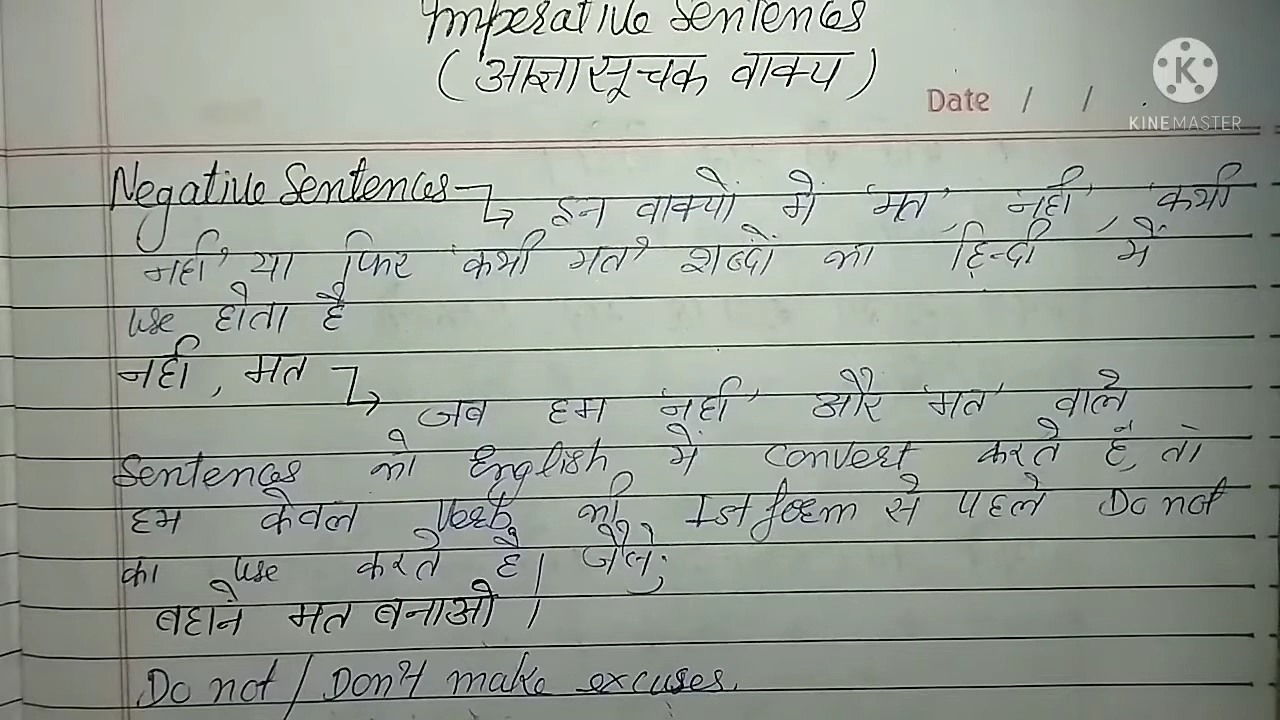 Imperative Sentences
(आज्ञासूचक वाक्य)
Date / / .
KINEMASTER
Negative Sentences → इन वाक्यों में 'मत' 'नहीं' 'कभी
नहीं' या फिर 'कभी मत' शब्दों का हिन्दी में
use होता है
नहीं, मत →
जब हम 'नहीं' और 'मत' वाले
Sentences को English में convert करते हैं, तो
हम केवल Verb की Ist form से पहले Do not
का use करते है। जैसे;
बहाने मत बनाओ।
Do not / Don't make excuses.